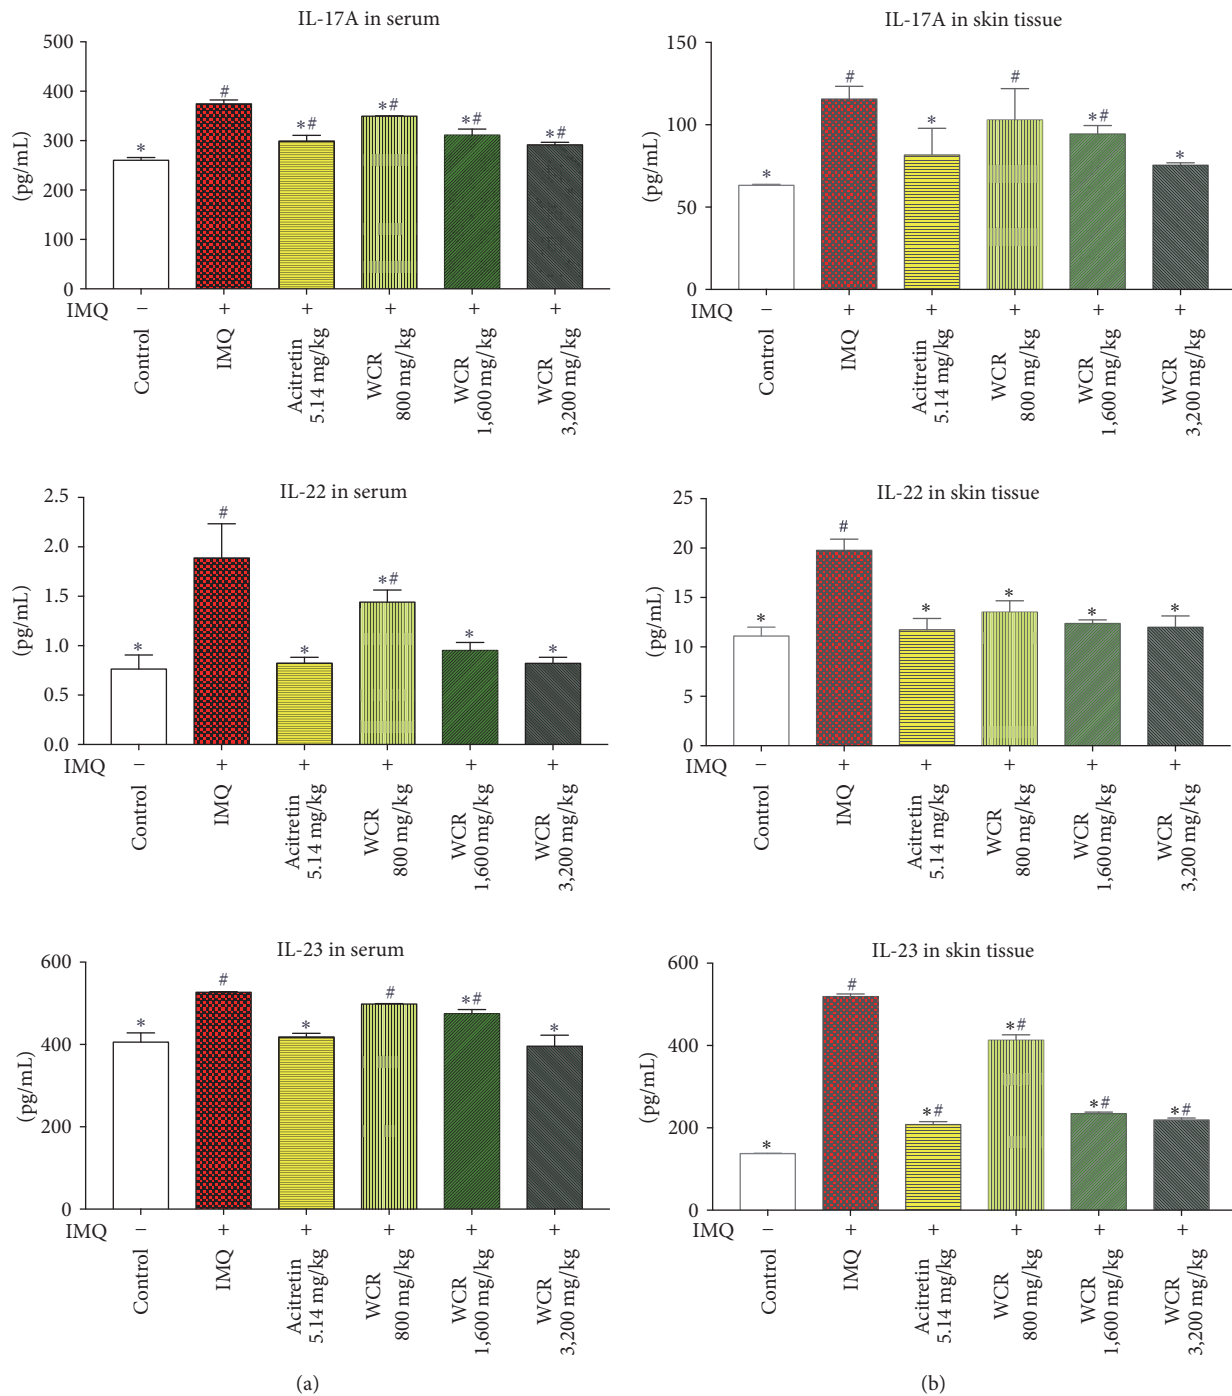 IL-17A in serum
500
400
300
200
100
0
(pg/mL)
*
#
*#
*#
*#
*#
IMQ − + + + + +
Control
IMQ
Acitretin
5.14 mg/kg
WCR
800 mg/kg
WCR
1,600 mg/kg
WCR
3,200 mg/kg
IL-17A in skin tissue
150
100
50
0
(pg/mL)
*
#
*
#
*#
*
IMQ − + + + + +
Control
IMQ
Acitretin
5.14 mg/kg
WCR
800 mg/kg
WCR
1,600 mg/kg
WCR
3,200 mg/kg
IL-22 in serum
2.5
2.0
1.5
1.0
0.5
0.0
(pg/mL)
*
#
*
*#
*
*
IMQ − + + + + +
Control
IMQ
Acitretin
5.14 mg/kg
WCR
800 mg/kg
WCR
1,600 mg/kg
WCR
3,200 mg/kg
IL-22 in skin tissue
25
20
15
10
5
0
(pg/mL)
*
#
*
*
*
*
IMQ − + + + + +
Control
IMQ
Acitretin
5.14 mg/kg
WCR
800 mg/kg
WCR
1,600 mg/kg
WCR
3,200 mg/kg
IL-23 in serum
600
400
200
0
(pg/mL)
*
#
*
#
*#
*
IMQ − + + + + +
Control
IMQ
Acitretin
5.14 mg/kg
WCR
800 mg/kg
WCR
1,600 mg/kg
WCR
3,200 mg/kg
(a)
IL-23 in skin tissue
600
400
200
0
(pg/mL)
*
#
*#
*#
*#
*#
IMQ − + + + + +
Control
IMQ
Acitretin
5.14 mg/kg
WCR
800 mg/kg
WCR
1,600 mg/kg
WCR
3,200 mg/kg
(b)